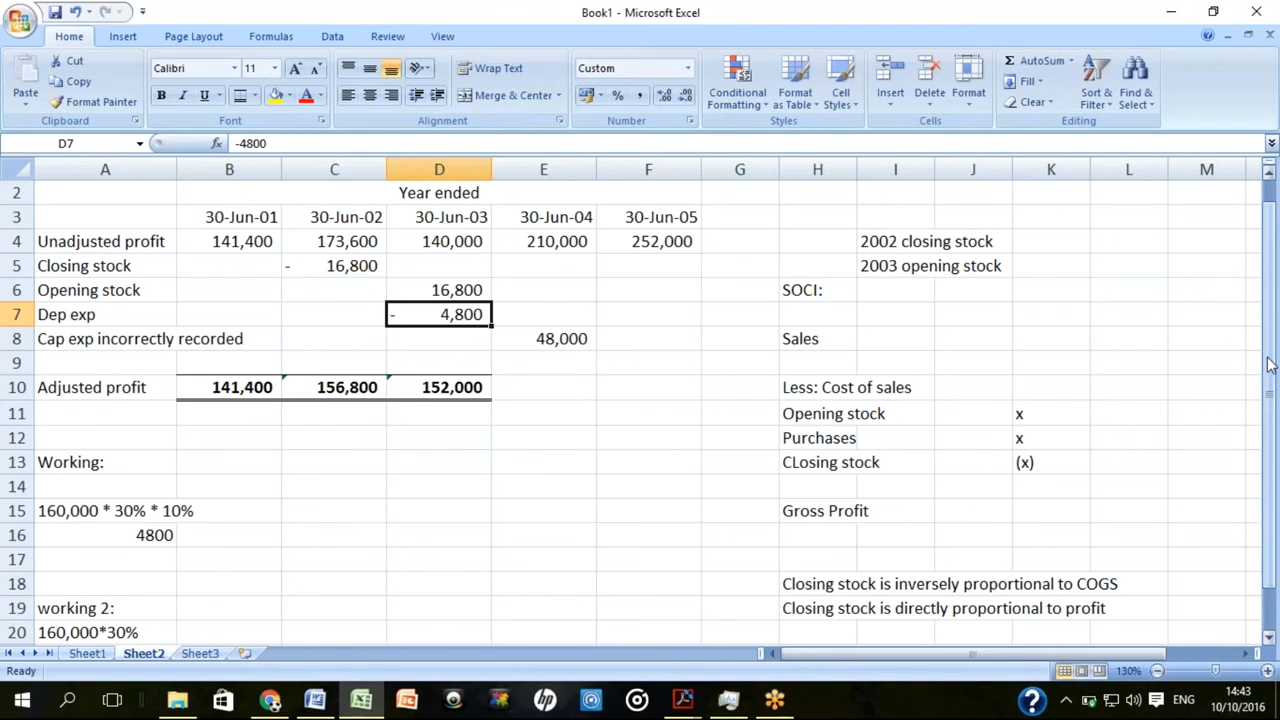 Book1 - Microsoft Excel
Home Insert Page Layout Formulas Data Review View
Paste
Cut
Copy
Format Painter
Clipboard
Calibri 11
B I U
Font
Wrap Text
Merge & Center
Alignment
Custom
%
Number
Conditional Formatting
Format as Table
Cell Styles
Styles
Insert Delete Format
Cells
Σ AutoSum
Fill
Clear
Sort & Filter
Find & Select
Editing
D7 fx -4800
A B C D E F G H I J K L M
2 Year ended
3 30-Jun-01 30-Jun-02 30-Jun-03 30-Jun-04 30-Jun-05
4 Unadjusted profit 141,400 173,600 140,000 210,000 252,000 2002 closing stock
5 Closing stock - 16,800 2003 opening stock
6 Opening stock 16,800 SOCI:
7 Dep exp - 4,800
8 Cap exp incorrectly recorded 48,000 Sales
9
10 Adjusted profit 141,400 156,800 152,000 Less: Cost of sales
11 Opening stock x
12 Purchases x
13 Working: CLosing stock (x)
14
15 160,000 * 30% * 10% Gross Profit
16 4800
17
18 Closing stock is inversely proportional to COGS
19 working 2: Closing stock is directly proportional to profit
20 160,000*30%
Sheet1 Sheet2 Sheet3
Ready 130%
ENG
14:43
10/10/2016